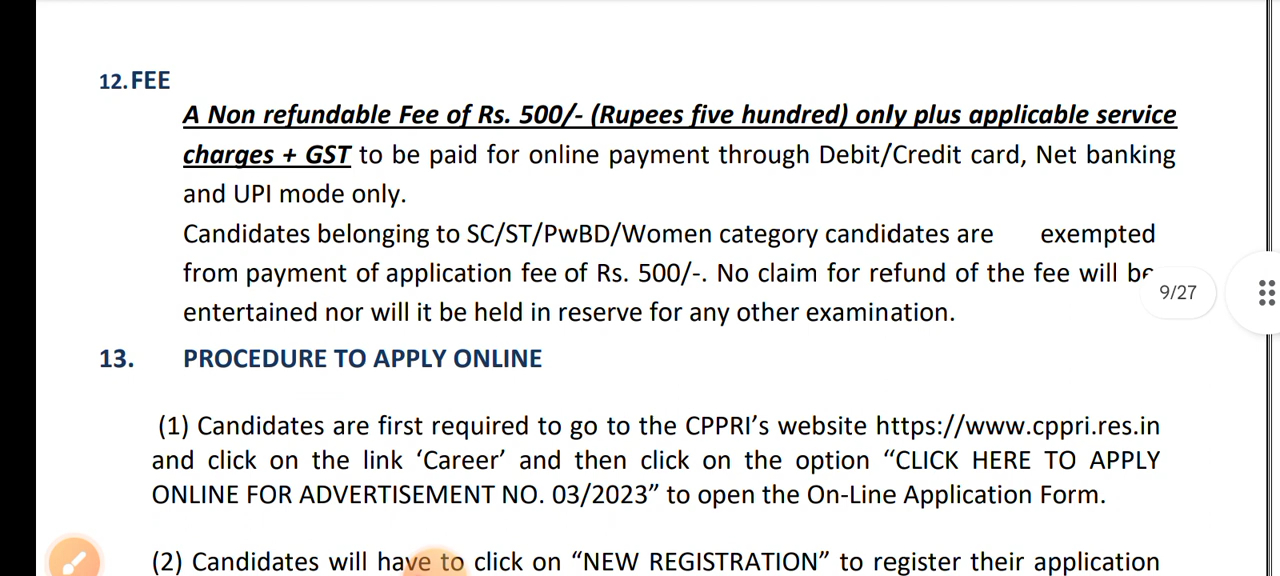 12. FEE
A Non refundable Fee of Rs. 500/- (Rupees five hundred) only plus applicable service
charges + GST to be paid for online payment through Debit/Credit card, Net banking
and UPI mode only.
Candidates belonging to SC/ST/PwBD/Women category candidates are exempted
from payment of application fee of Rs. 500/-. No claim for refund of the fee will be
9/27
entertained nor will it be held in reserve for any other examination.
13. PROCEDURE TO APPLY ONLINE
(1) Candidates are first required to go to the CPPRI’s website https://www.cppri.res.in
and click on the link ‘Career’ and then click on the option “CLICK HERE TO APPLY
ONLINE FOR ADVERTISEMENT NO. 03/2023” to open the On-Line Application Form.
(2) Candidates will have to click on “NEW REGISTRATION” to register their application